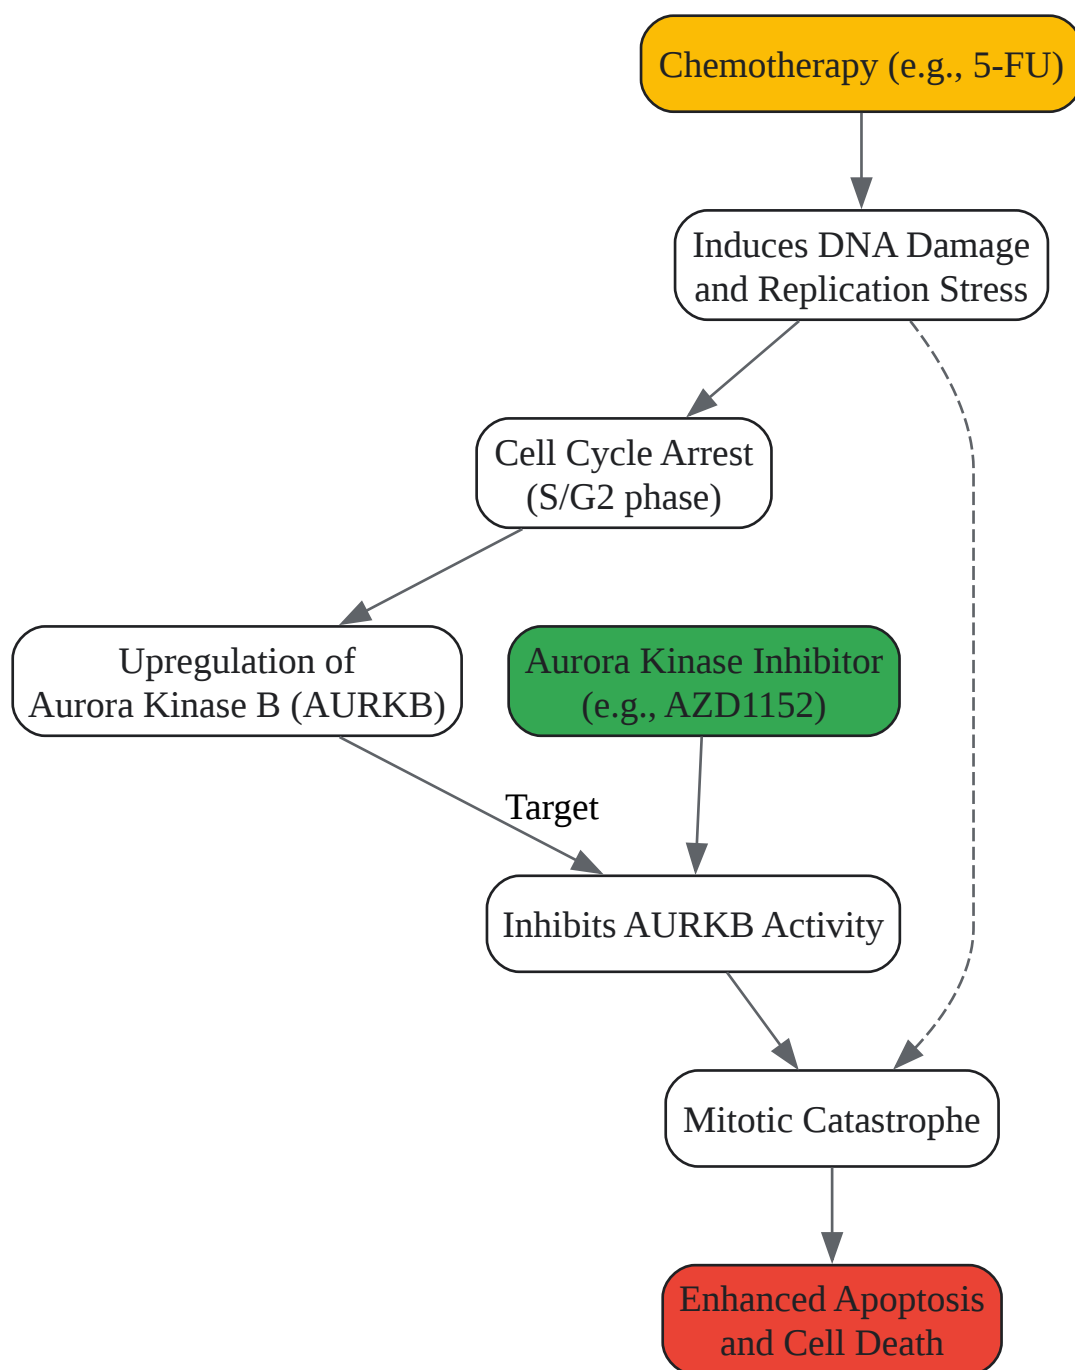 Chemotherapy (e.g., 5-FU)
Induces DNA Damage
and Replication Stress
Cell Cycle Arrest
(S/G2 phase)
Upregulation of
Aurora Kinase B (AURKB)
Aurora Kinase Inhibitor
(e.g., AZD1152)
Target
Inhibits AURKB Activity
Mitotic Catastrophe
Enhanced Apoptosis
and Cell Death